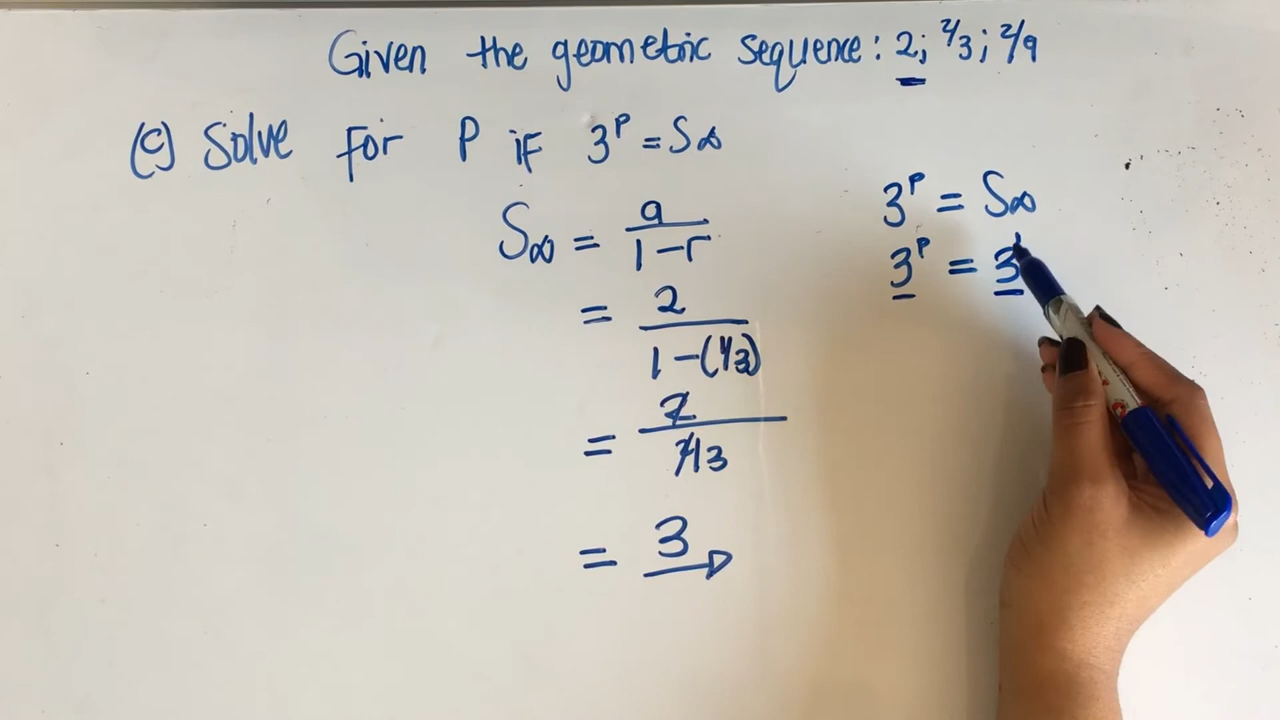 Given the geometric sequence: 2; 2/3; 2/9
(c) Solve for P if 3^P = S∞
S∞ = a/1-r
= 2/1-(1/3)
= 2/2/3
= 3
3^P = S∞
3^P = 3^1